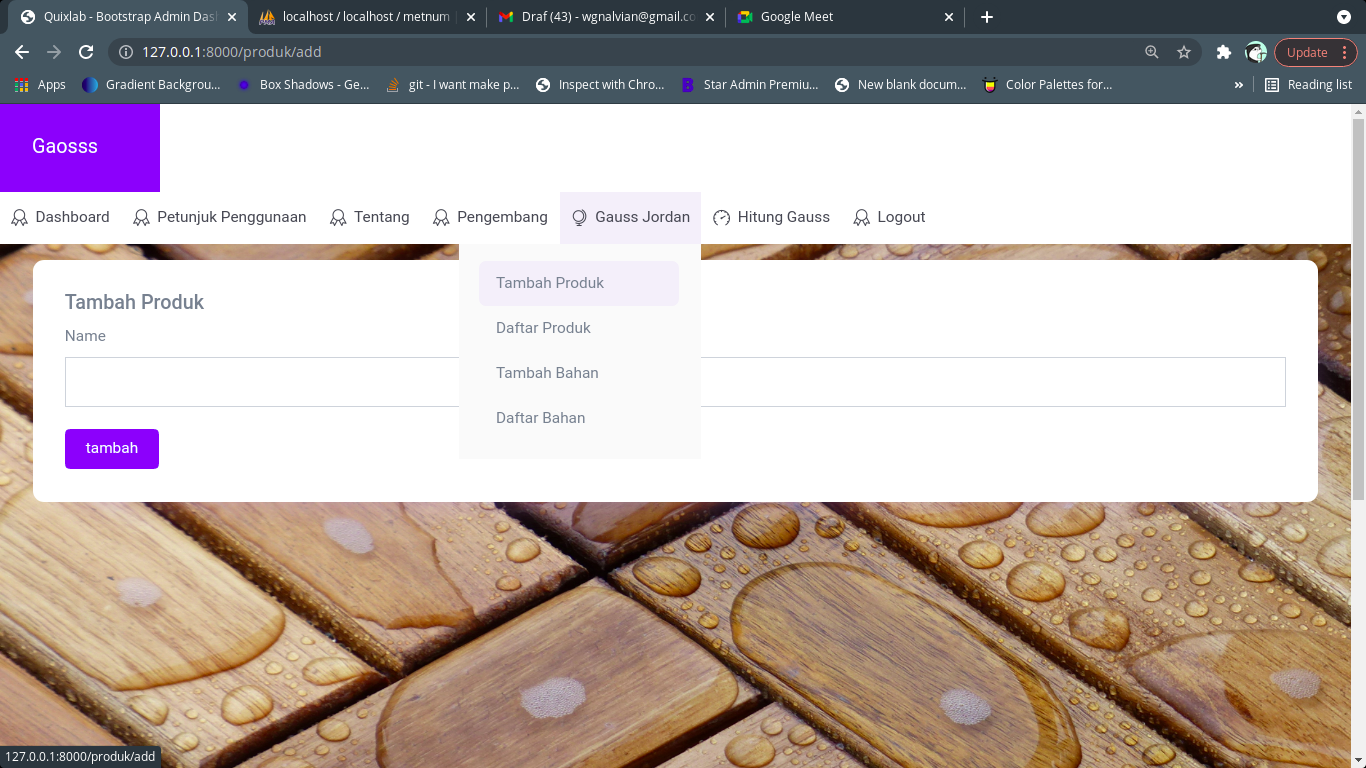 Quixlab - Bootstrap Admin Das
localhost / localhost / metnum
Draf (43) - wgnalvian@gmail.co
Google Meet
127.0.0.1:8000/produk/add
Update
Apps
Gradient Backgrou...
Box Shadows - Ge...
git - I want make p...
Inspect with Chro...
Star Admin Premiu...
New blank docum...
Color Palettes for...
»
Reading list
Gaosss
Dashboard
Petunjuk Penggunaan
Tentang
Pengembang
Gauss Jordan
Hitung Gauss
Logout
Tambah Produk
Daftar Produk
Tambah Bahan
Daftar Bahan
Tambah Produk
Name
tambah
127.0.0.1:8000/produk/add